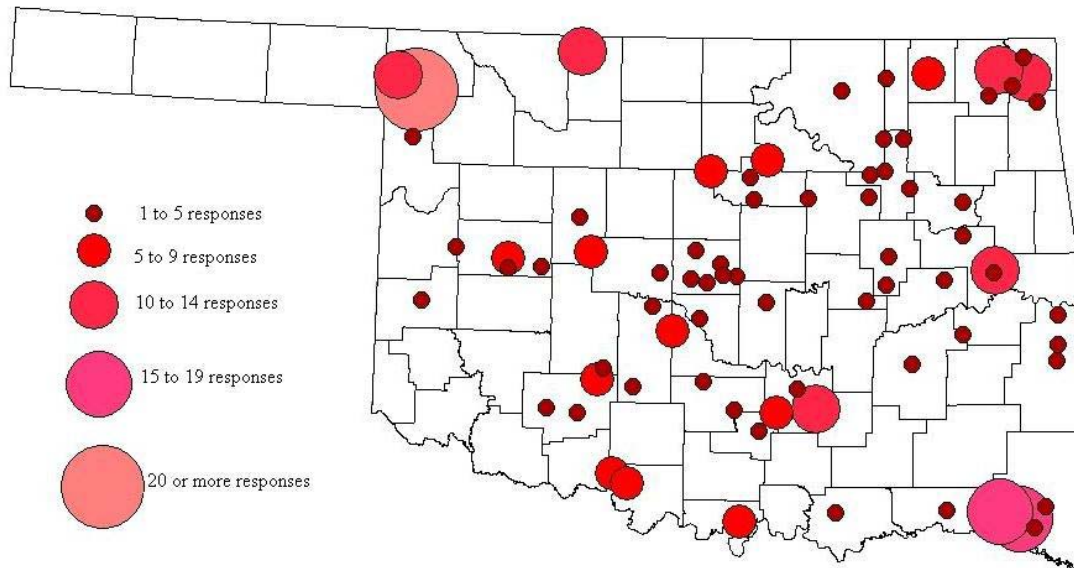 1 to 5 responses
5 to 9 responses
10 to 14 responses
15 to 19 responses
20 or more responses